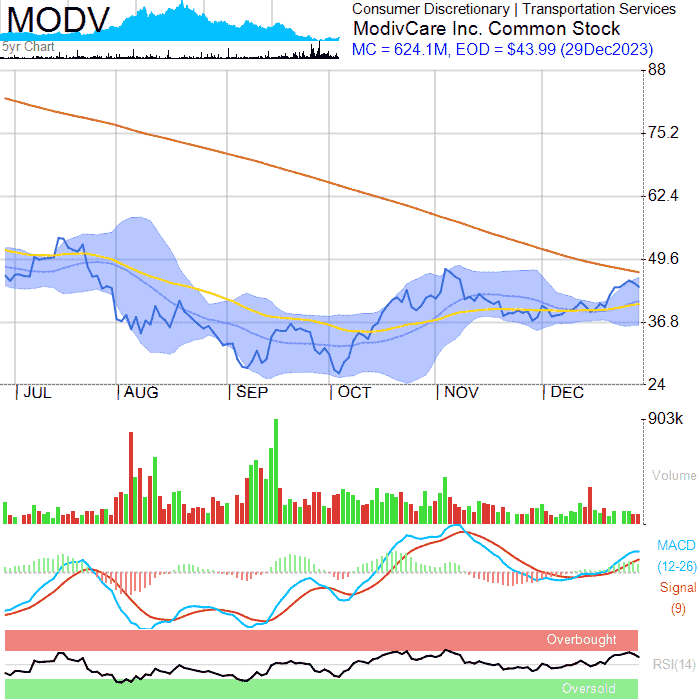 MODV
5yr Chart
Consumer Discretionary | Transportation Services
ModivCare Inc. Common Stock
MC = 624.1M, EOD = $43.99 (29Dec2023)
88
75.2
62.4
49.6
36.8
24
JUL AUG SEP OCT NOV DEC
903k
Volume
MACD
(12-26)
Signal
(9)
Overbought
RSI(14)
Oversold